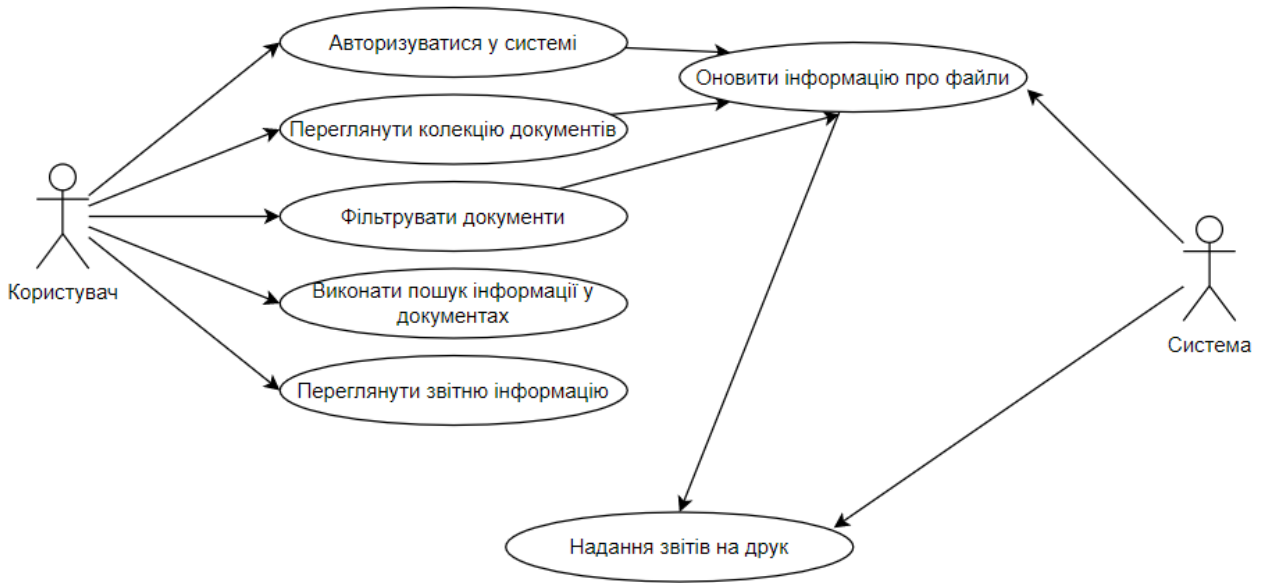 Авторизуватися у системі
Оновити інформацію про файли
Переглянути колекцію документів
Фільтрувати документи
Користувач
Виконати пошук інформації у
документах
Система
Переглянути звітню інформацію
Надання звітів на друк